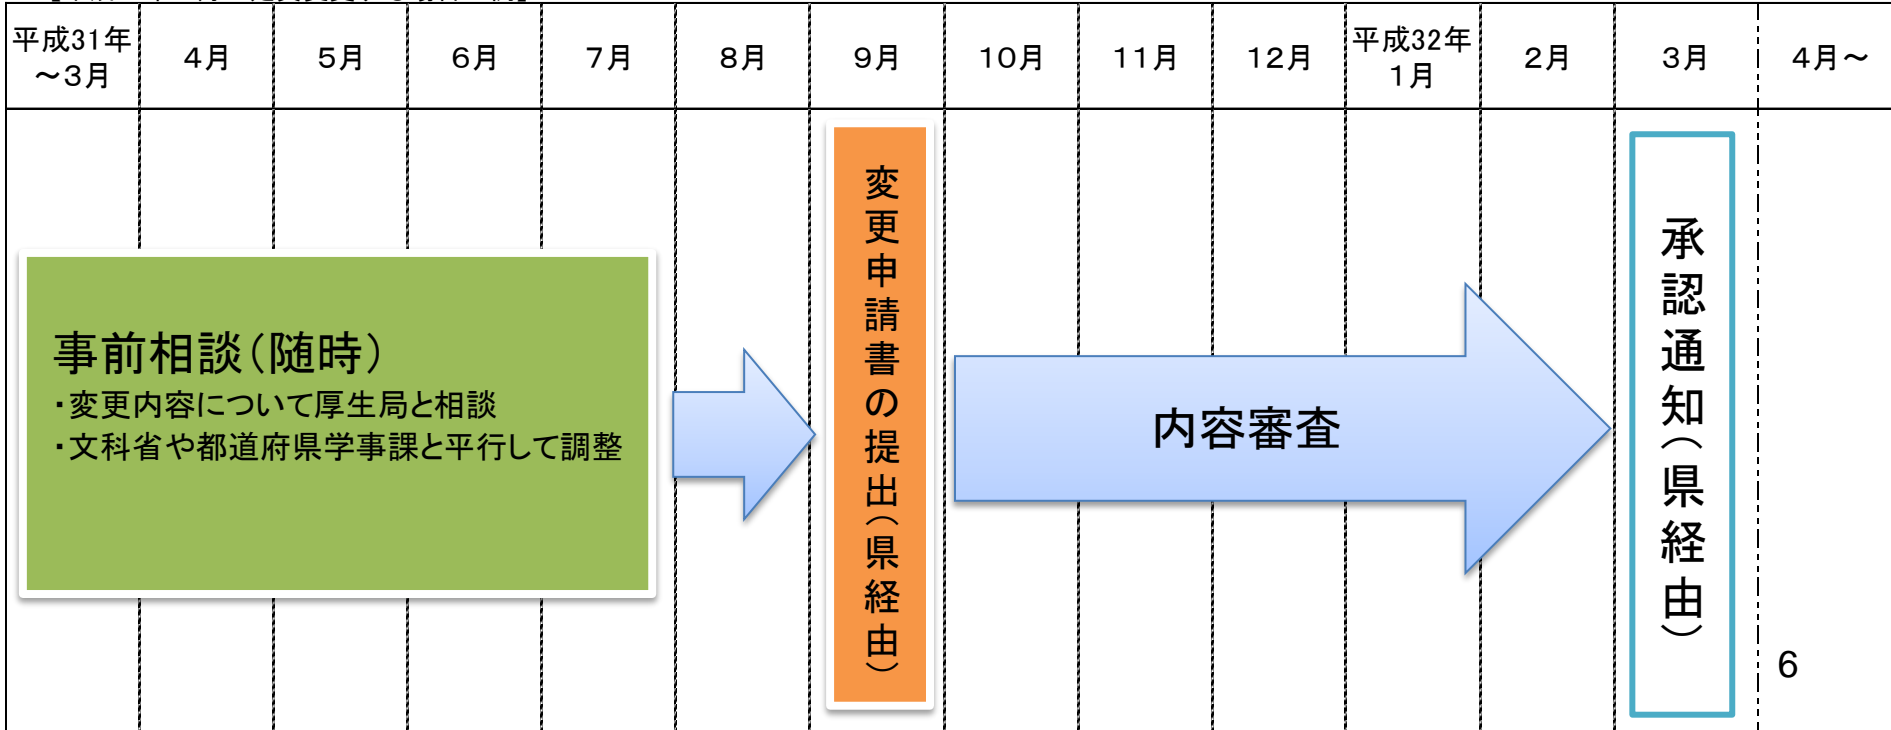 平成31年
～3月
4月
5月
6月
7月
8月
9月
10月
11月
12月
平成32年
1月
2月
3月
4月～
事前相談（随時）
・変更内容について厚生局と相談
・文科省や都道府県学事課と平行して調整
変更申請書の提出（県経由）
内容審査
承認通知（県経由）
6